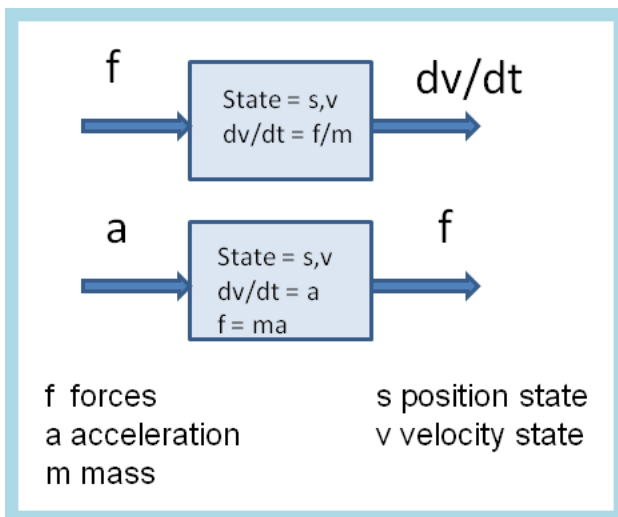 f
dv/dt
State = s,v
dv/dt = f/m
a
f
State = s,v
dv/dt = a
f = ma
f forces
s position state
a acceleration
v velocity state
m mass